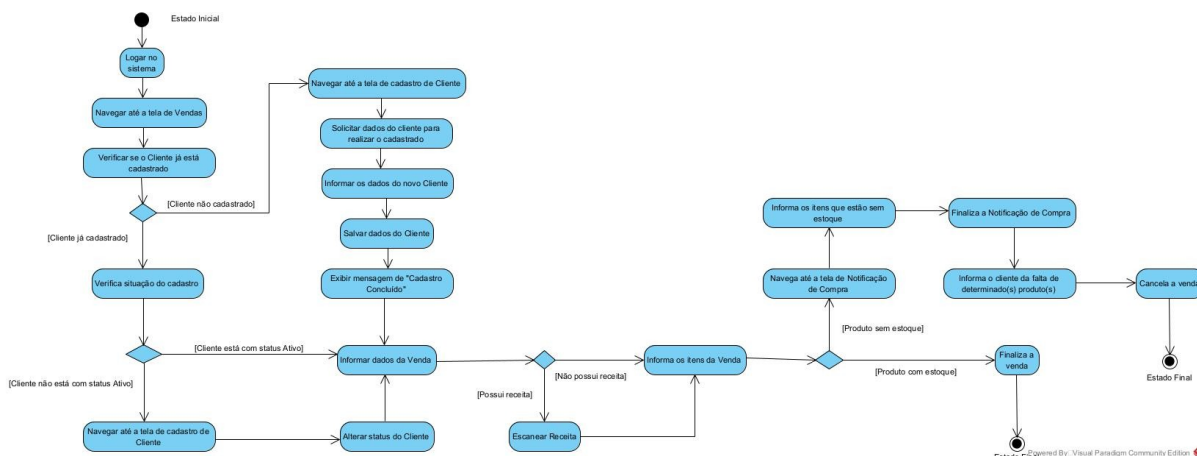 Estado Inicial
Logar no
sistema
Navegar até a tela de Vendas
Verificar se o Cliente já está
cadastrado
[Cliente não cadastrado]
[Cliente já cadastrado]
Verifica situação do cadastro
[Cliente está com status Ativo]
[Cliente não está com status Ativo]
Navegar até a tela de cadastro de
Cliente
Alterar status do Cliente
Navegar até a tela de cadastro de Cliente
Solicitar dados do cliente para
realizar o cadastrado
Informar os dados do novo Cliente
Salvar dados do Cliente
Exibir mensagem de "Cadastro
Concluído"
Informar dados da Venda
[Não possui receita]
[Possui receita]
Escanear Receita
Informa os itens da Venda
[Produto sem estoque]
[Produto com estoque]
Navega até a tela de Notificação
de Compra
Informa os itens que estão sem
estoque
Finaliza a Notificação de Compra
Informa o cliente da falta de
determinado(s) produto(s)
Cancela a venda
Estado Final
Finaliza a
venda
Estado
Powered By Visual Paradigm Community Edition